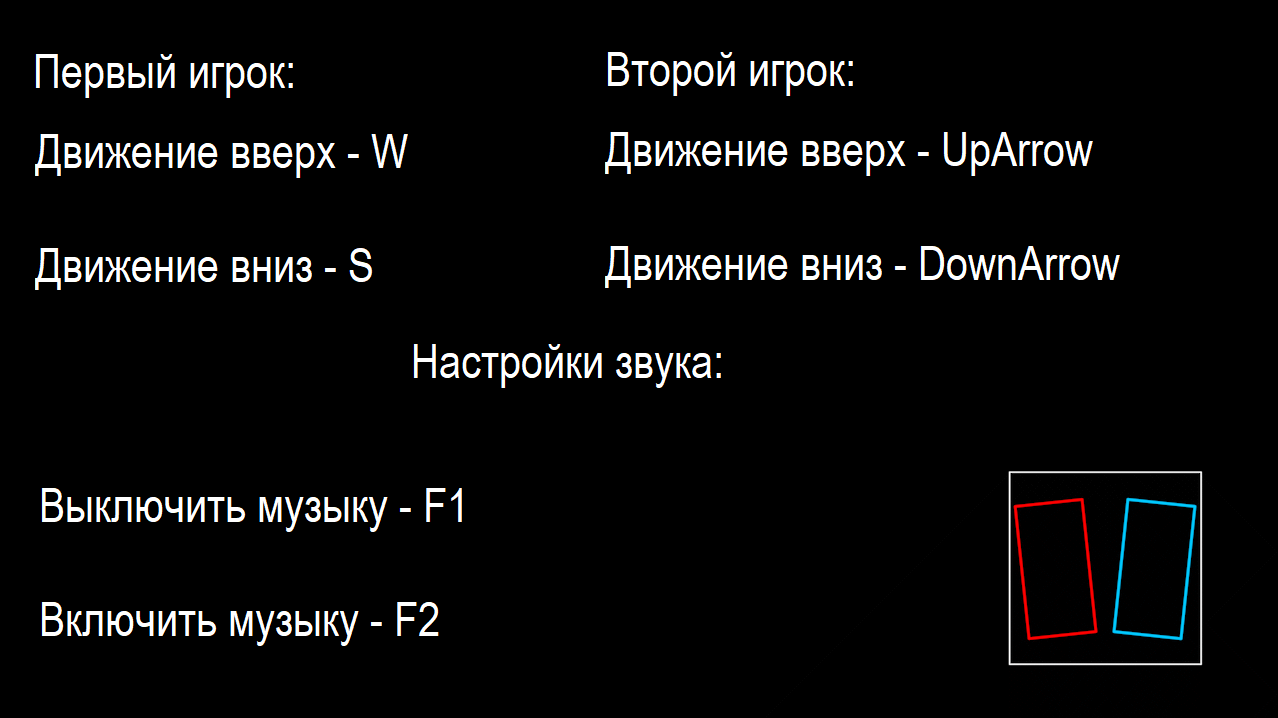 Первый игрок:
Движение вверх - W
Движение вниз - S
Второй игрок:
Движение вверх - UpArrow
Движение вниз - DownArrow
Настройки звука:
Выключить музыку - F1
Включить музыку - F2